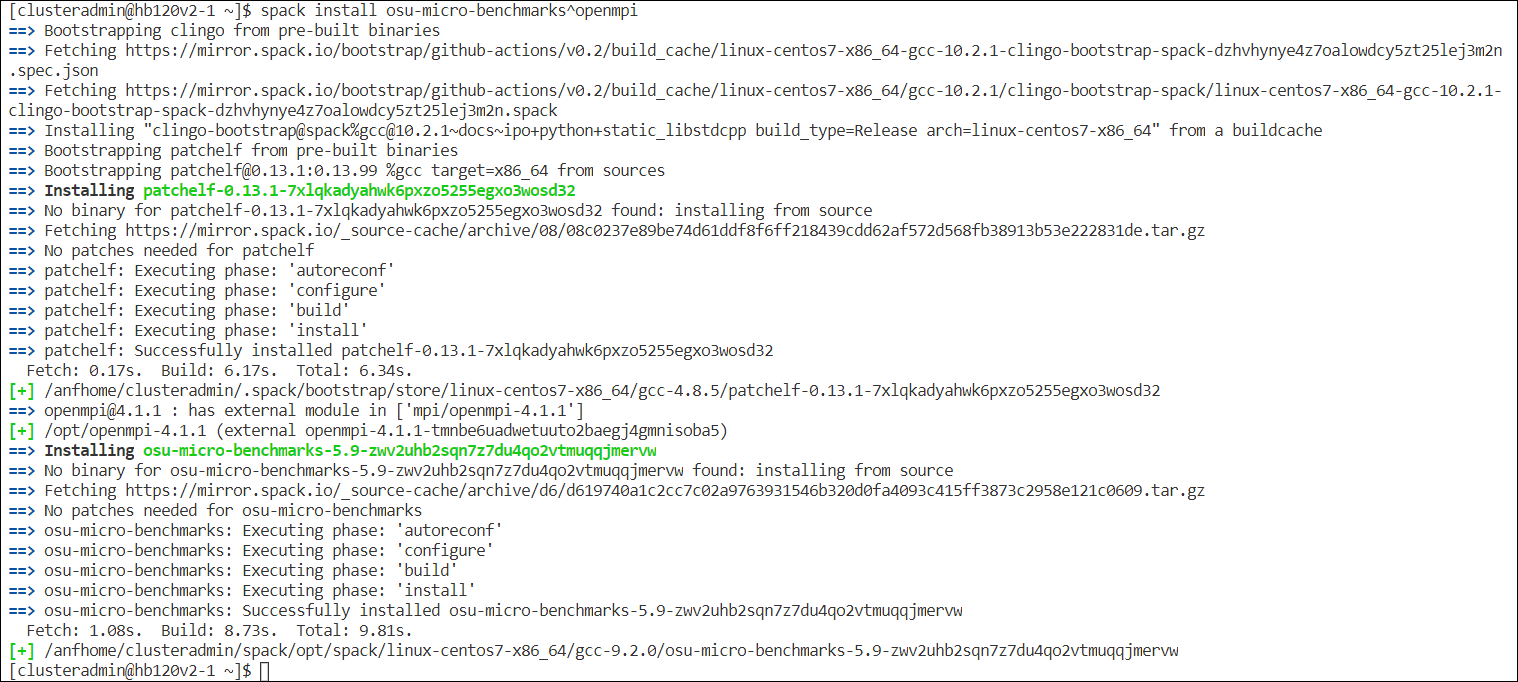 [clusteradmin@hb120v2-1 ~]$ spack install osu-micro-benchmarks^openmpi
==> Bootstrapping clingo from pre-built binaries
==> Fetching https://mirror.spack.io/bootstrap/github-actions/v0.2/build_cache/linux-centos7-x86_64-gcc-10.2.1-clingo-bootstrap-spack-dzhvhynye4z7oalowdcy5zt25lej3m2n
.spec.json
==> Fetching https://mirror.spack.io/bootstrap/github-actions/v0.2/build_cache/linux-centos7-x86_64/gcc-10.2.1/clingo-bootstrap-spack/linux-centos7-x86_64-gcc-10.2.1-
clingo-bootstrap-spack-dzhvhynye4z7oalowdcy5zt25lej3m2n.spack
==> Installing "clingo-bootstrap@spack%gcc@10.2.1~docs~ipo+python+static_libstdcpp build_type=Release arch=linux-centos7-x86_64" from a buildcache
==> Bootstrapping patchelf from pre-built binaries
==> Bootstrapping patchelf@0.13.1:0.13.99 %gcc target=x86_64 from sources
==> Installing patchelf-0.13.1-7xlqkadyahwk6pxzo5255egxo3wosd32
==> No binary for patchelf-0.13.1-7xlqkadyahwk6pxzo5255egxo3wosd32 found: installing from source
==> Fetching https://mirror.spack.io/_source-cache/archive/08/08c0237e89be74d61ddf8f6ff218439cdd62af572d568fb38913b53e222831de.tar.gz
==> No patches needed for patchelf
==> patchelf: Executing phase: 'autoreconf'
==> patchelf: Executing phase: 'configure'
==> patchelf: Executing phase: 'build'
==> patchelf: Executing phase: 'install'
==> patchelf: Successfully installed patchelf-0.13.1-7xlqkadyahwk6pxzo5255egxo3wosd32
  Fetch: 0.17s.  Build: 6.17s.  Total: 6.34s.
[+] /anfhome/clusteradmin/.spack/bootstrap/store/linux-centos7-x86_64/gcc-4.8.5/patchelf-0.13.1-7xlqkadyahwk6pxzo5255egxo3wosd32
==> openmpi@4.1.1 : has external module in ['mpi/openmpi-4.1.1']
[+] /opt/openmpi-4.1.1 (external openmpi-4.1.1-tmnbe6uadwetuuto2baegj4gmnisoba5)
==> Installing osu-micro-benchmarks-5.9-zwv2uhb2sqn7z7du4qo2vtmuqqjmervw
==> No binary for osu-micro-benchmarks-5.9-zwv2uhb2sqn7z7du4qo2vtmuqqjmervw found: installing from source
==> Fetching https://mirror.spack.io/_source-cache/archive/d6/d619740a1c2cc7c02a9763931546b320d0fa4093c415ff3873c2958e121c0609.tar.gz
==> No patches needed for osu-micro-benchmarks
==> osu-micro-benchmarks: Executing phase: 'autoreconf'
==> osu-micro-benchmarks: Executing phase: 'configure'
==> osu-micro-benchmarks: Executing phase: 'build'
==> osu-micro-benchmarks: Executing phase: 'install'
==> osu-micro-benchmarks: Successfully installed osu-micro-benchmarks-5.9-zwv2uhb2sqn7z7du4qo2vtmuqqjmervw
  Fetch: 1.08s.  Build: 8.73s.  Total: 9.81s.
[+] /anfhome/clusteradmin/spack/opt/spack/linux-centos7-x86_64/gcc-9.2.0/osu-micro-benchmarks-5.9-zwv2uhb2sqn7z7du4qo2vtmuqqjmervw
[clusteradmin@hb120v2-1 ~]$